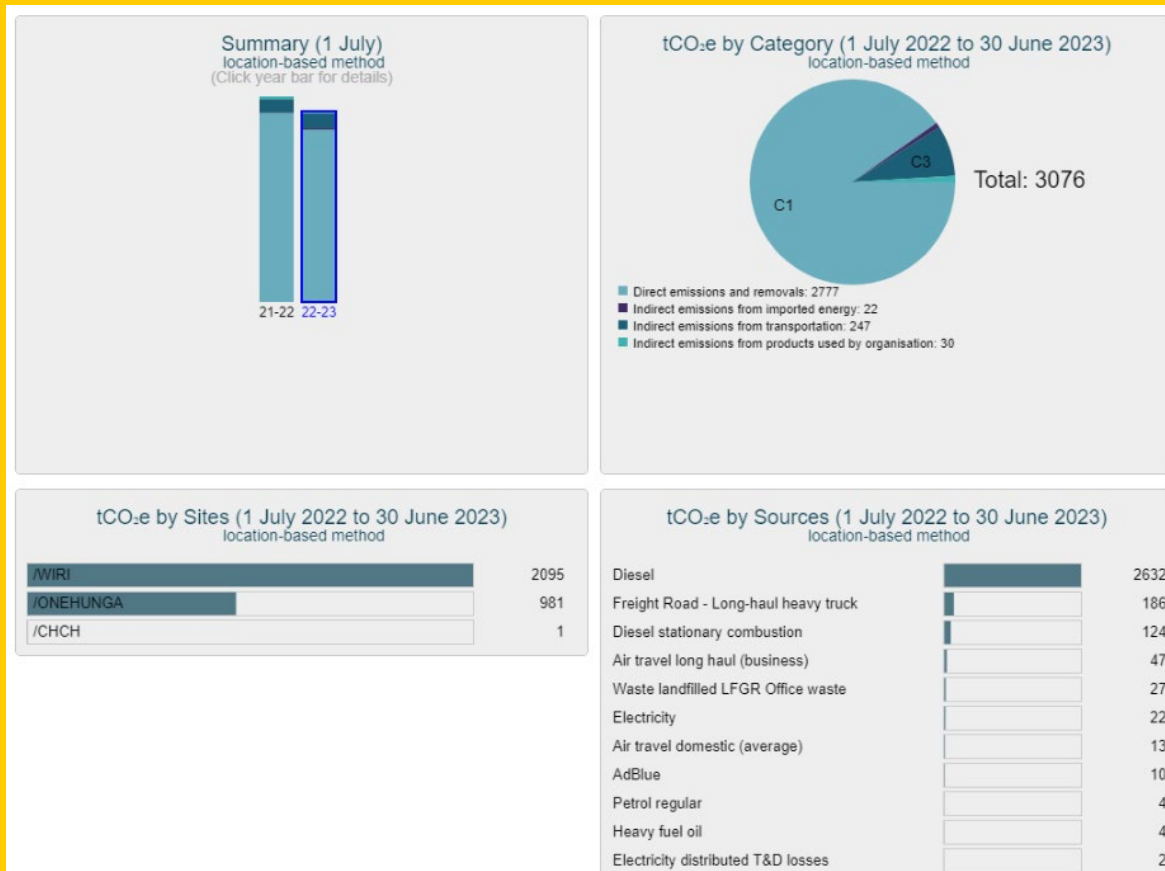 Summary (1 July)
location-based method
(Click year bar for details)
21-22 22-23
tCO₂e by Category (1 July 2022 to 30 June 2023)
location-based method
C3
C1
Total: 3076
Direct emissions and removals: 2777
Indirect emissions from imported energy: 22
Indirect emissions from transportation: 247
Indirect emissions from products used by organisation: 30
tCO₂e by Sites (1 July 2022 to 30 June 2023)
location-based method
/WIRI 2095
/ONEHUNGA 981
/CHCH 1
tCO₂e by Sources (1 July 2022 to 30 June 2023)
location-based method
Diesel 2632
Freight Road - Long-haul heavy truck 186
Diesel stationary combustion 124
Air travel long haul (business) 47
Waste landfilled LFGR Office waste 27
Electricity 22
Air travel domestic (average) 13
AdBlue 10
Petrol regular 4
Heavy fuel oil 4
Electricity distributed T&D losses 2